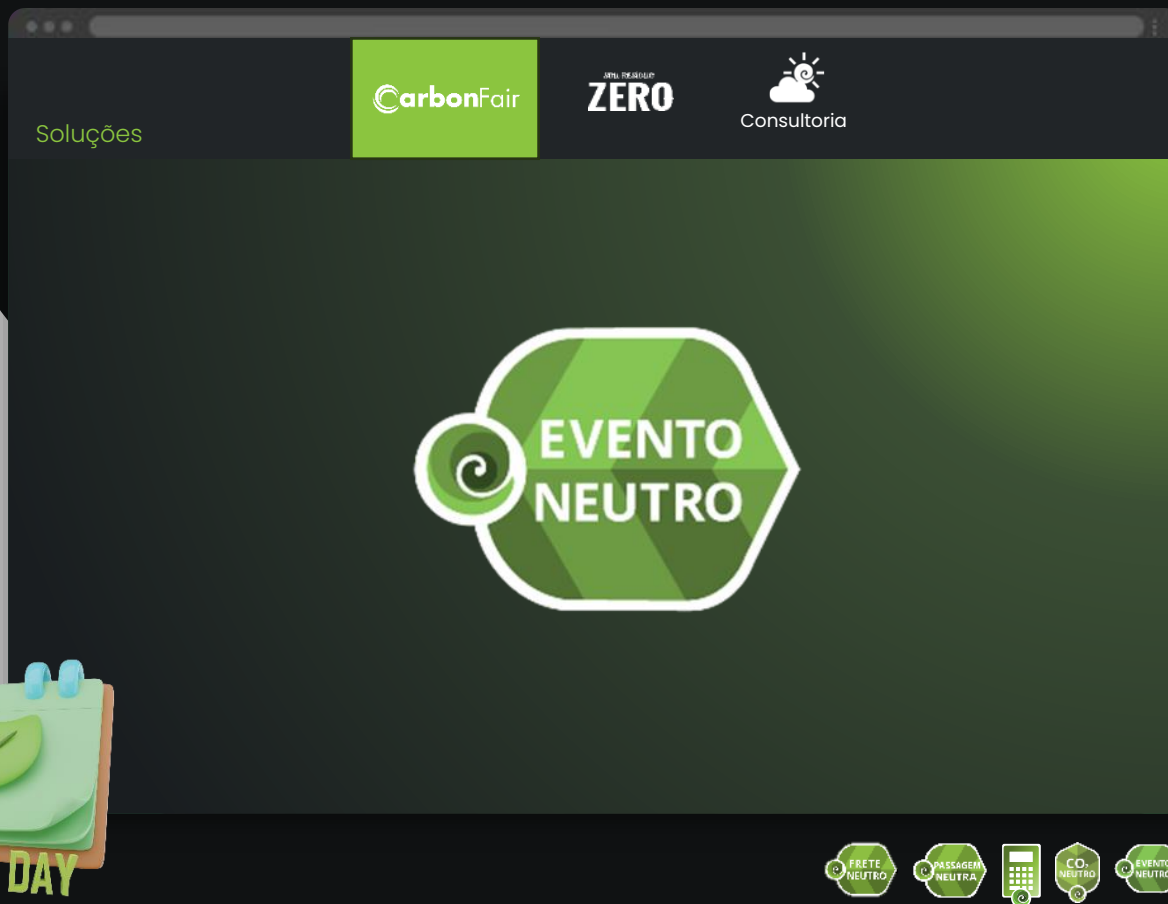 CarbonFair
ZERO
Consultoria
Soluções
EVENTO
NEUTRO
DAY
FRETE
NEUTRO
PASSAGEM
NEUTRA
CO₂
NEUTRO
EVENTO
NEUTRO